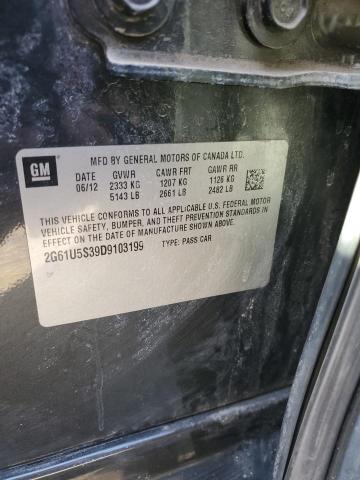 GM
MFD BY GENERAL MOTORS OF CANADA LTD.
DATE GVWR GAWR FRT GAWR RR
06/12 2333 KG 1207 KG 1126 KG
5143 LB 2661 LB 2482 LB
THIS VEHICLE CONFORMS TO ALL APPLICABLE U.S. FEDERAL MOTOR
VEHICLE SAFETY, BUMPER, AND THEFT PREVENTION STANDARDS IN
EFFECT ON THE DATE OF MANUFACTURE SHOWN ABOVE.
2G61U5S39D9103199 TYPE: PASS CAR